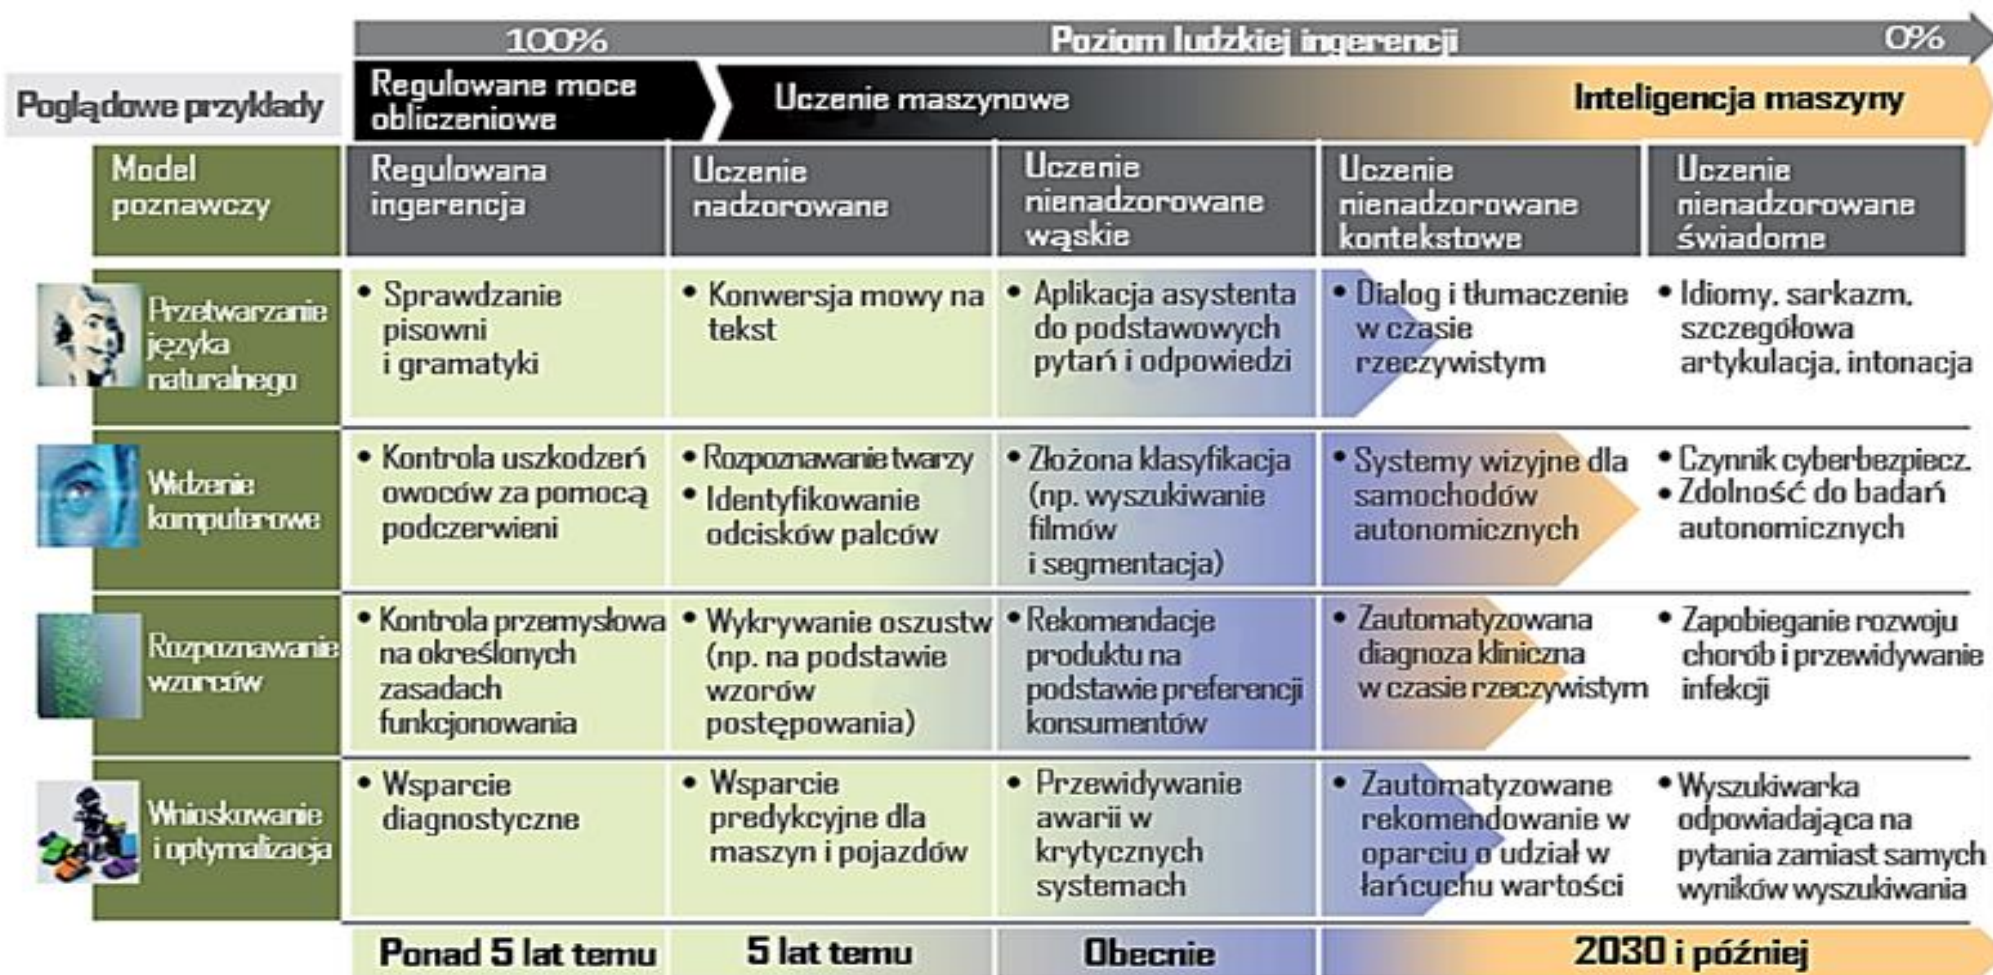 100% Poziom ludzkiej ingerencji 0%
Poglądowe przykłady
Regulowane moce
obliczeniowe
Uczenie maszynowe
Inteligencja maszyny
Model
poznawczy
Regulowana
ingerencja
Uczenie
nadzorowane
Uczenie
nienadzorowane
wąskie
Uczenie
nienadzorowane
kontekstowe
Uczenie
nienadzorowane
świadome
Przetwarzanie
języka
naturalnego
• Sprawdzanie
pisowni
i gramatyki
• Konwersja mowy na
tekst
• Aplikacja asystenta
do podstawowych
pytań i odpowiedzi
• Dialog i tłumaczenie
w czasie
rzeczywistym
• Idiomy, sarkazm,
szczegółowa
artykulacja, intonacja
Widzenie
komputerowe
• Kontrola uszkodzeń
owoców za pomocą
podczerwieni
• Rozpoznawanie twarzy
• Identyfikowanie
odcisków palców
• Złożona klasyfikacja
(np. wyszukiwanie
filmów
i segmentacja)
• Systemy wizyjne dla
samochodów
autonomicznych
• Czynnik cyberbezpiecz.
• Zdolność do badań
autonomicznych
Rozpoznawanie
wzorców
• Kontrola przemysłowa
na określonych
zasadach
funkcjonowania
• Wykrywanie oszustw
(np. na podstawie
wzorów
postępowania)
• Rekomendacje
produktu na
podstawie preferencji
konsumentów
• Zautomatyzowana
diagnoza kliniczna
w czasie rzeczywistym
• Zapobieganie rozwoju
chorób i przewidywanie
infekcji
Wnioskowanie
i optymalizacja
• Wsparcie
diagnostyczne
• Wsparcie
predykcyjne dla
maszyn i pojazdów
• Przewidywanie
awarii w
krytycznych
systemach
• Zautomatyzowane
rekomendowanie w
oparciu o udział w
łańcuchu wartości
• Wyszukiwarka
odpowiadająca na
pytania zamiast samych
wyników wyszukiwania
Ponad 5 lat temu
5 lat temu
Obecnie
2030 i później